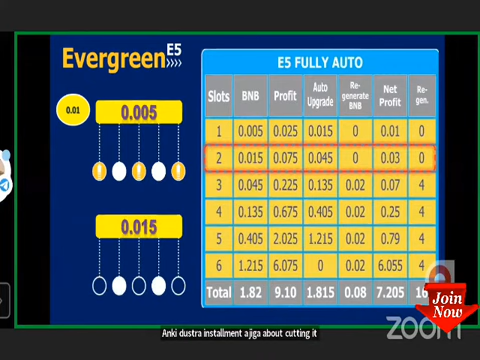 Evergreen E5 »»
0.01
0.005
0.015
E5 FULLY AUTO
Slots BNB Profit Auto Upgrade Re-generate BNB Net Profit Re-gen.
1 0.005 0.025 0.015 0 0.01 0
2 0.015 0.075 0.045 0 0.03 0
3 0.045 0.225 0.135 0.02 0.07 4
4 0.135 0.675 0.405 0.02 0.25 4
5 0.405 2.025 1.215 0.02 0.79 4
6 1.215 6.075 0 0.02 6.055 4
Total 1.82 9.10 1.815 0.08 7.205 16
Join Now
zoom
Anki dustra installment ajiga about cutting it